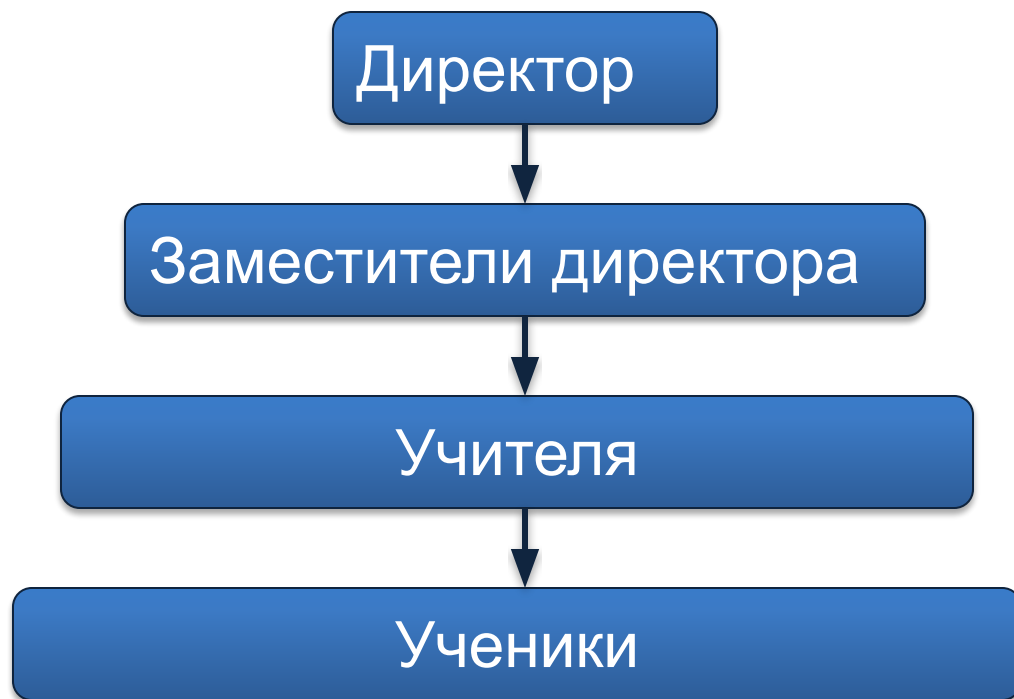 Директор
Заместители директора
Учителя
Ученики